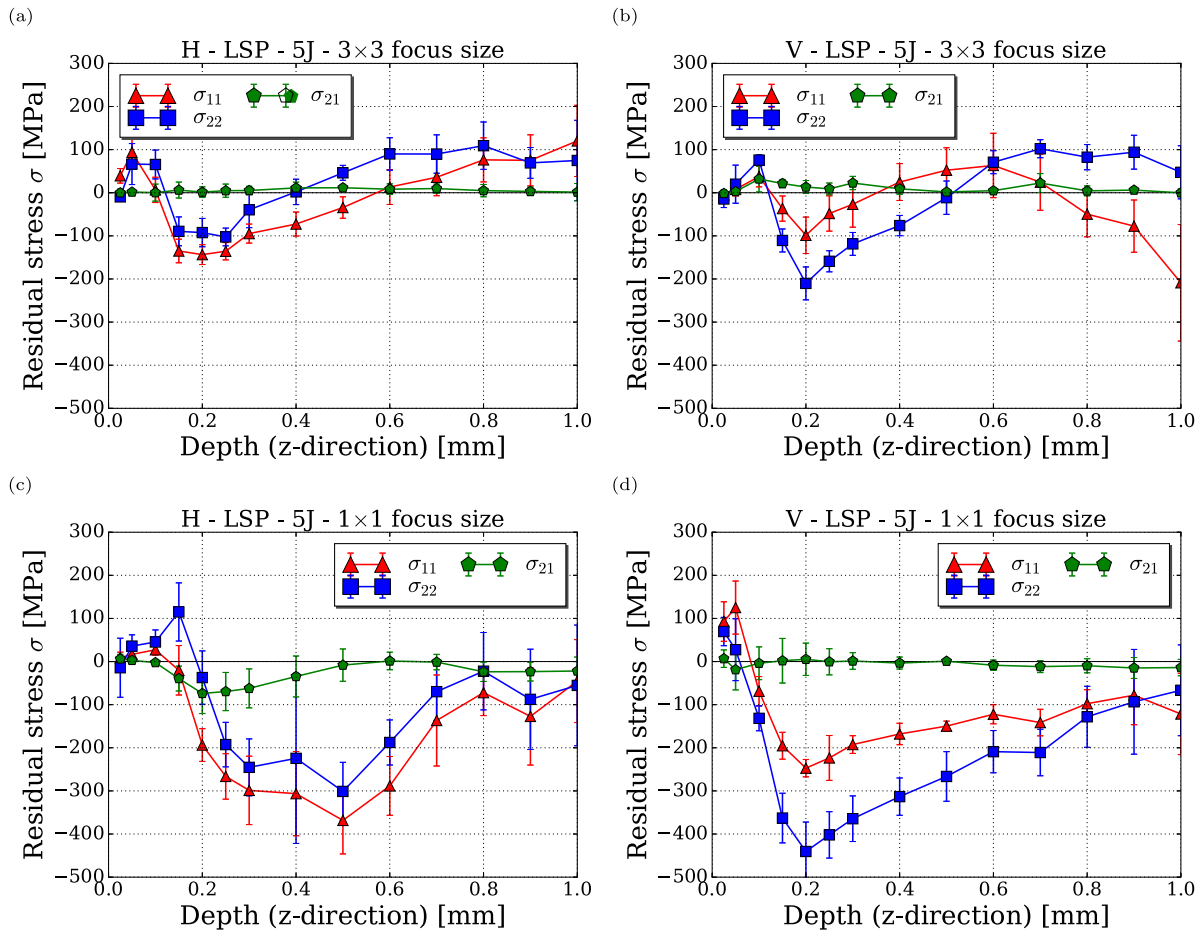 (a)
(b)
H - LSP - 5J - 3×3 focus size
V - LSP - 5J - 3×3 focus size
300
200
100
0
−100
−200
−300
−400
−500
Residual stress σ [MPa]
σ11
σ22
σ21
0.0 0.2 0.4 0.6 0.8 1.0
Depth (z-direction) [mm]
300
200
100
0
−100
−200
−300
−400
−500
Residual stress σ [MPa]
σ11
σ22
σ21
0.0 0.2 0.4 0.6 0.8 1.0
Depth (z-direction) [mm]
(c)
(d)
H - LSP - 5J - 1×1 focus size
V - LSP - 5J - 1×1 focus size
300
200
100
0
−100
−200
−300
−400
−500
Residual stress σ [MPa]
σ11
σ22
σ21
0.0 0.2 0.4 0.6 0.8 1.0
Depth (z-direction) [mm]
300
200
100
0
−100
−200
−300
−400
−500
Residual stress σ [MPa]
σ11
σ22
σ21
0.0 0.2 0.4 0.6 0.8 1.0
Depth (z-direction) [mm]